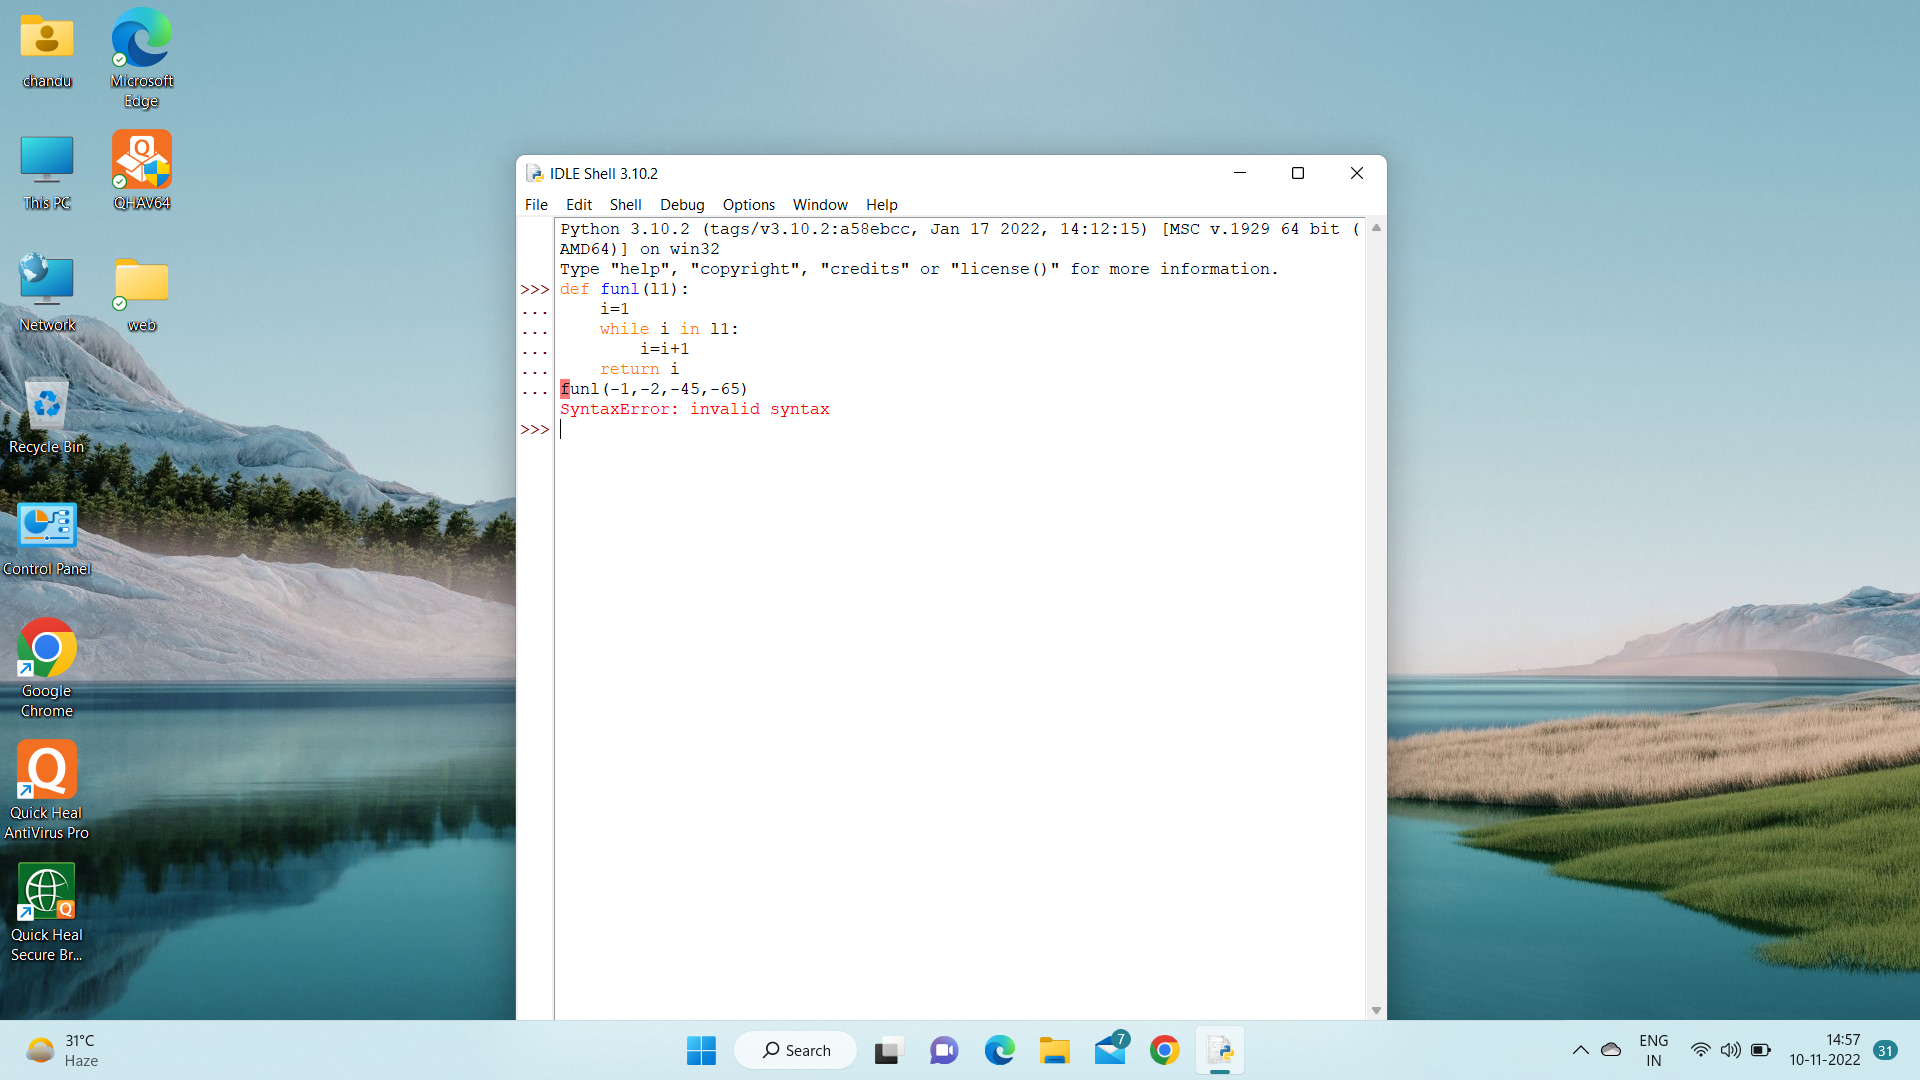 chandu
Microsoft
Edge
This PC
QHAV64
Network
web
Recycle Bin
Control Panel
Google
Chrome
Quick Heal
AntiVirus Pro
Quick Heal
Secure Br...
IDLE Shell 3.10.2
File Edit Shell Debug Options Window Help
Python 3.10.2 (tags/v3.10.2:a58ebcc, Jan 17 2022, 14:12:15) [MSC v.1929 64 bit (
AMD64)] on win32
Type "help", "copyright", "credits" or "license()" for more information.
>>> def funl(l1):
...     i=1
...     while i in l1:
...         i=i+1
...     return i
... funl(-1,-2,-45,-65)
SyntaxError: invalid syntax
>>>
31°C
Haze
Search
7
ENG
IN
14:57
10-11-2022
31